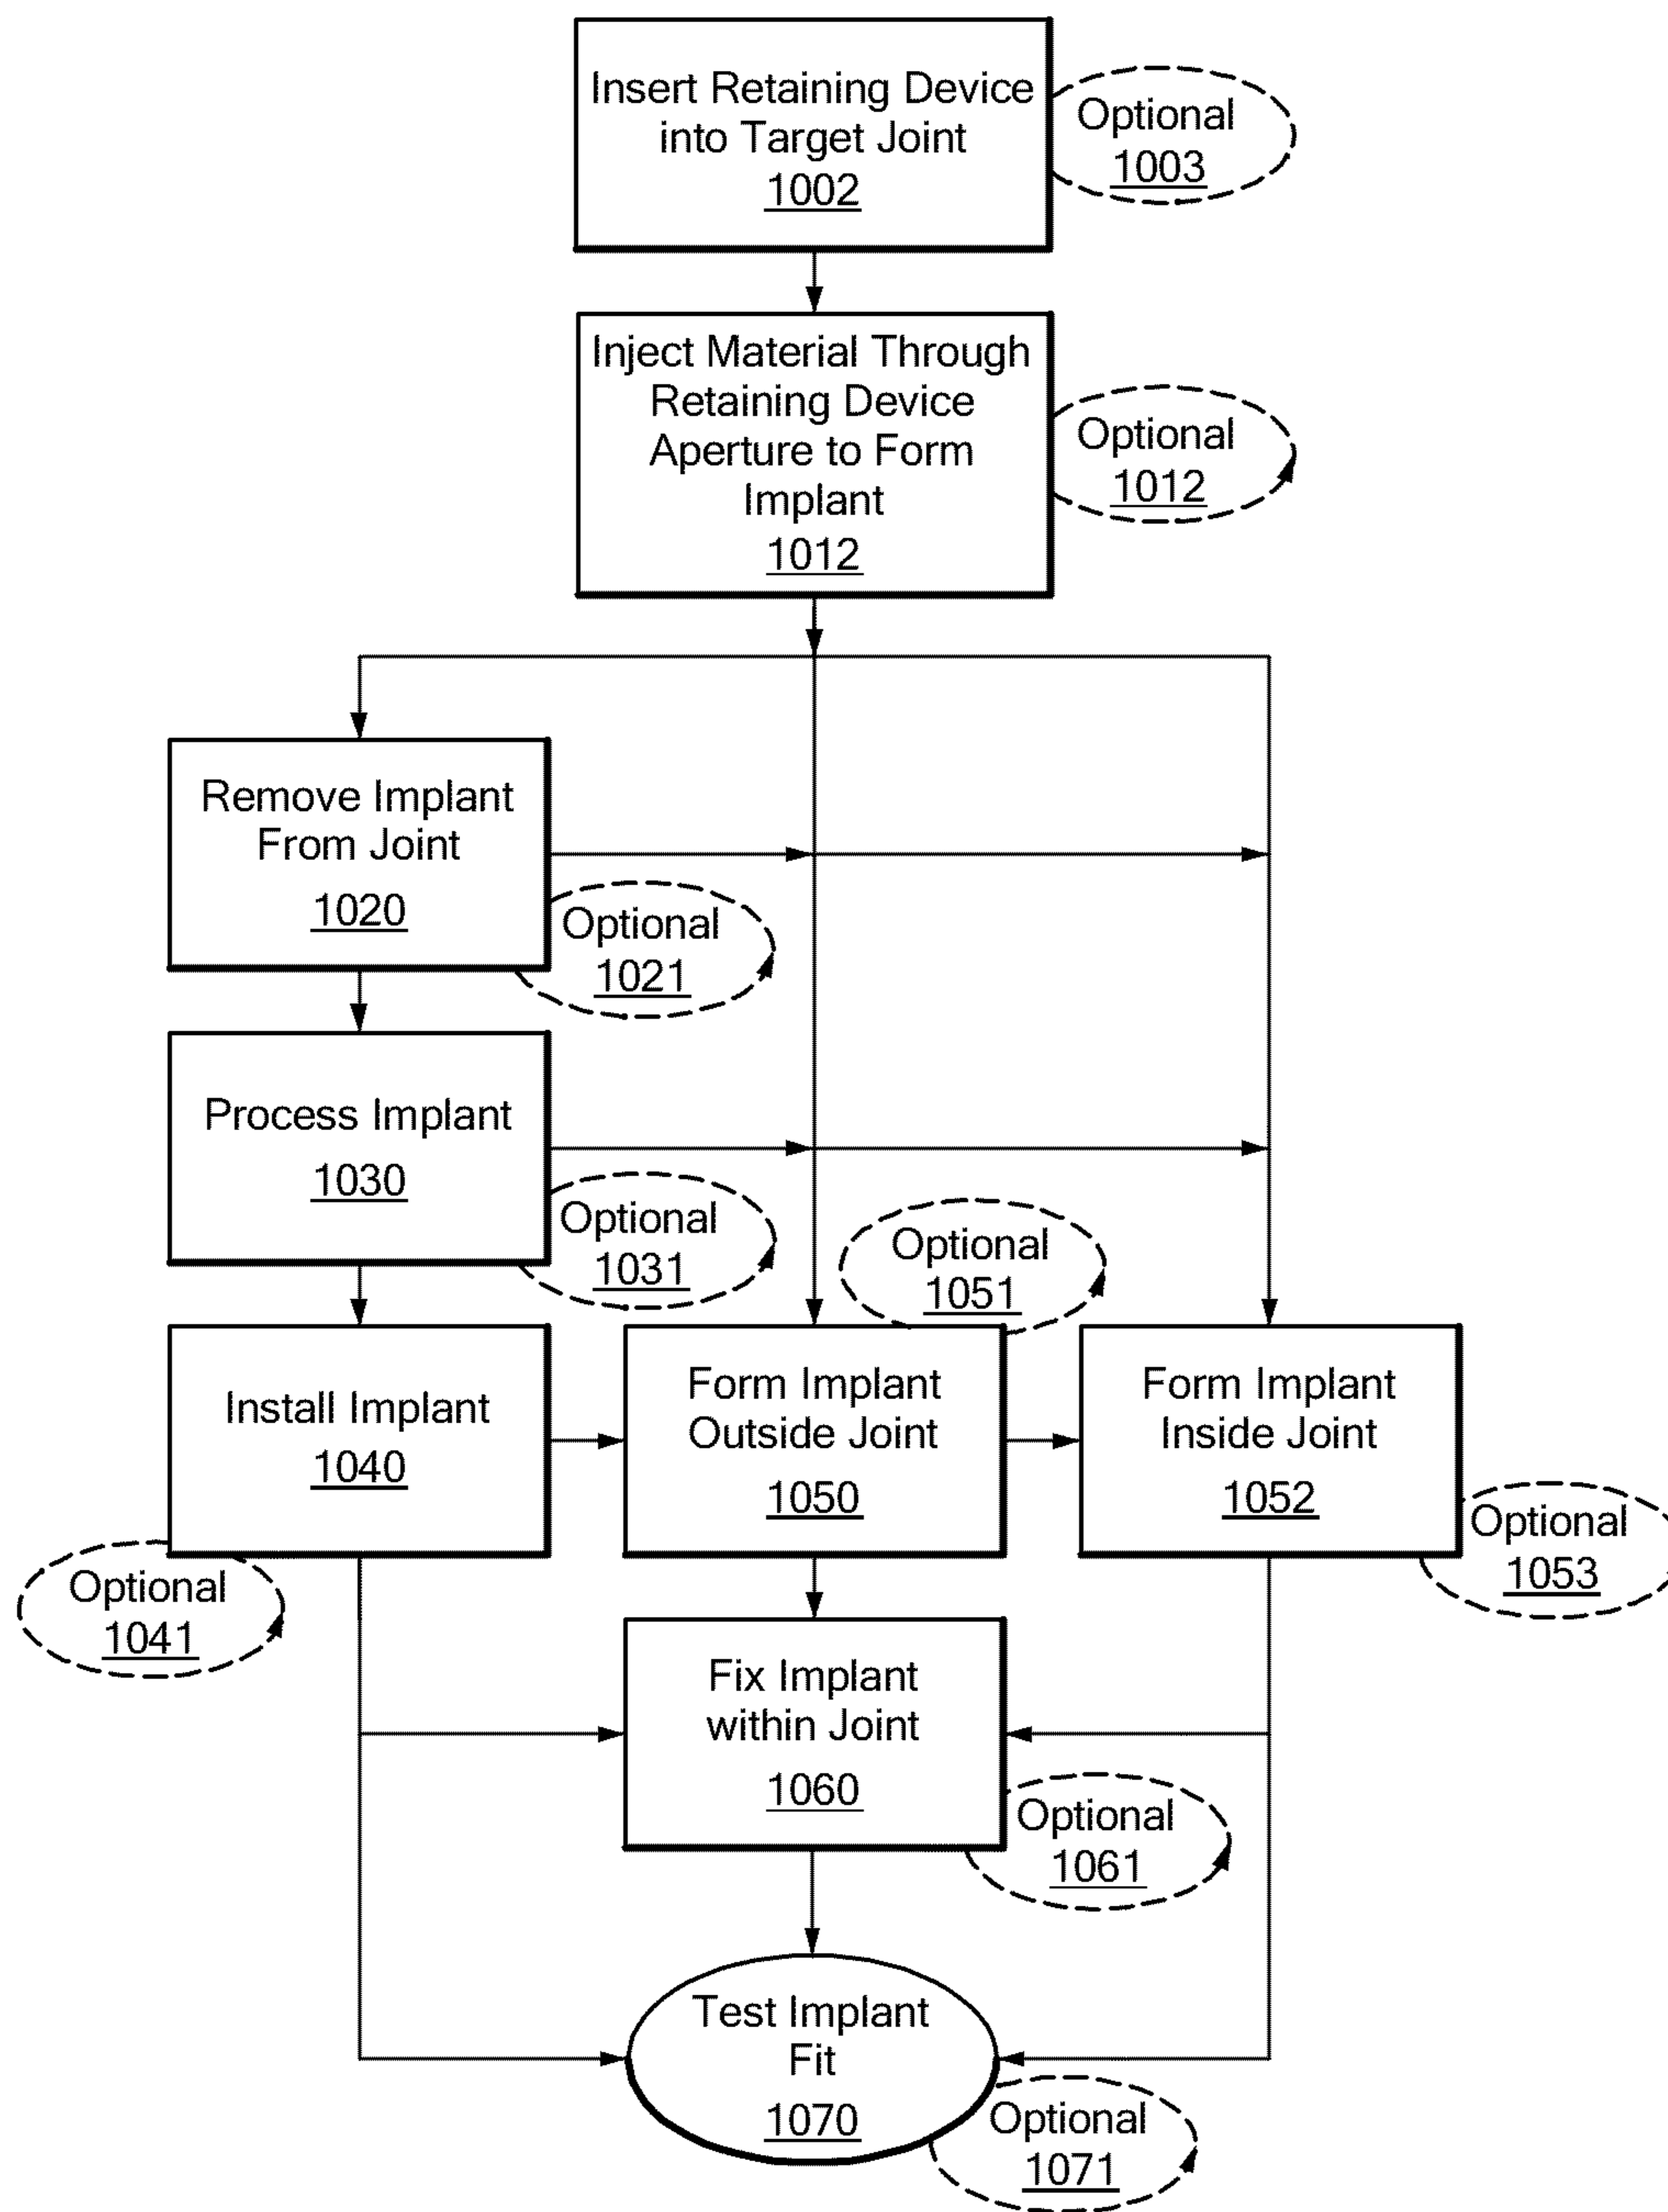 Insert Retaining Device
into Target Joint
1002
Optional
1003
Inject Material Through
Retaining Device
Aperture to Form
Implant
1012
Optional
1012
Remove Implant
From Joint
1020
Optional
1021
Process Implant
1030
Optional
1031
Optional
1051
Install Implant
1040
Optional
1041
Form Implant
Outside Joint
1050
Form Implant
Inside Joint
1052
Optional
1053
Fix Implant
within Joint
1060
Optional
1061
Test Implant
Fit
1070
Optional
1071